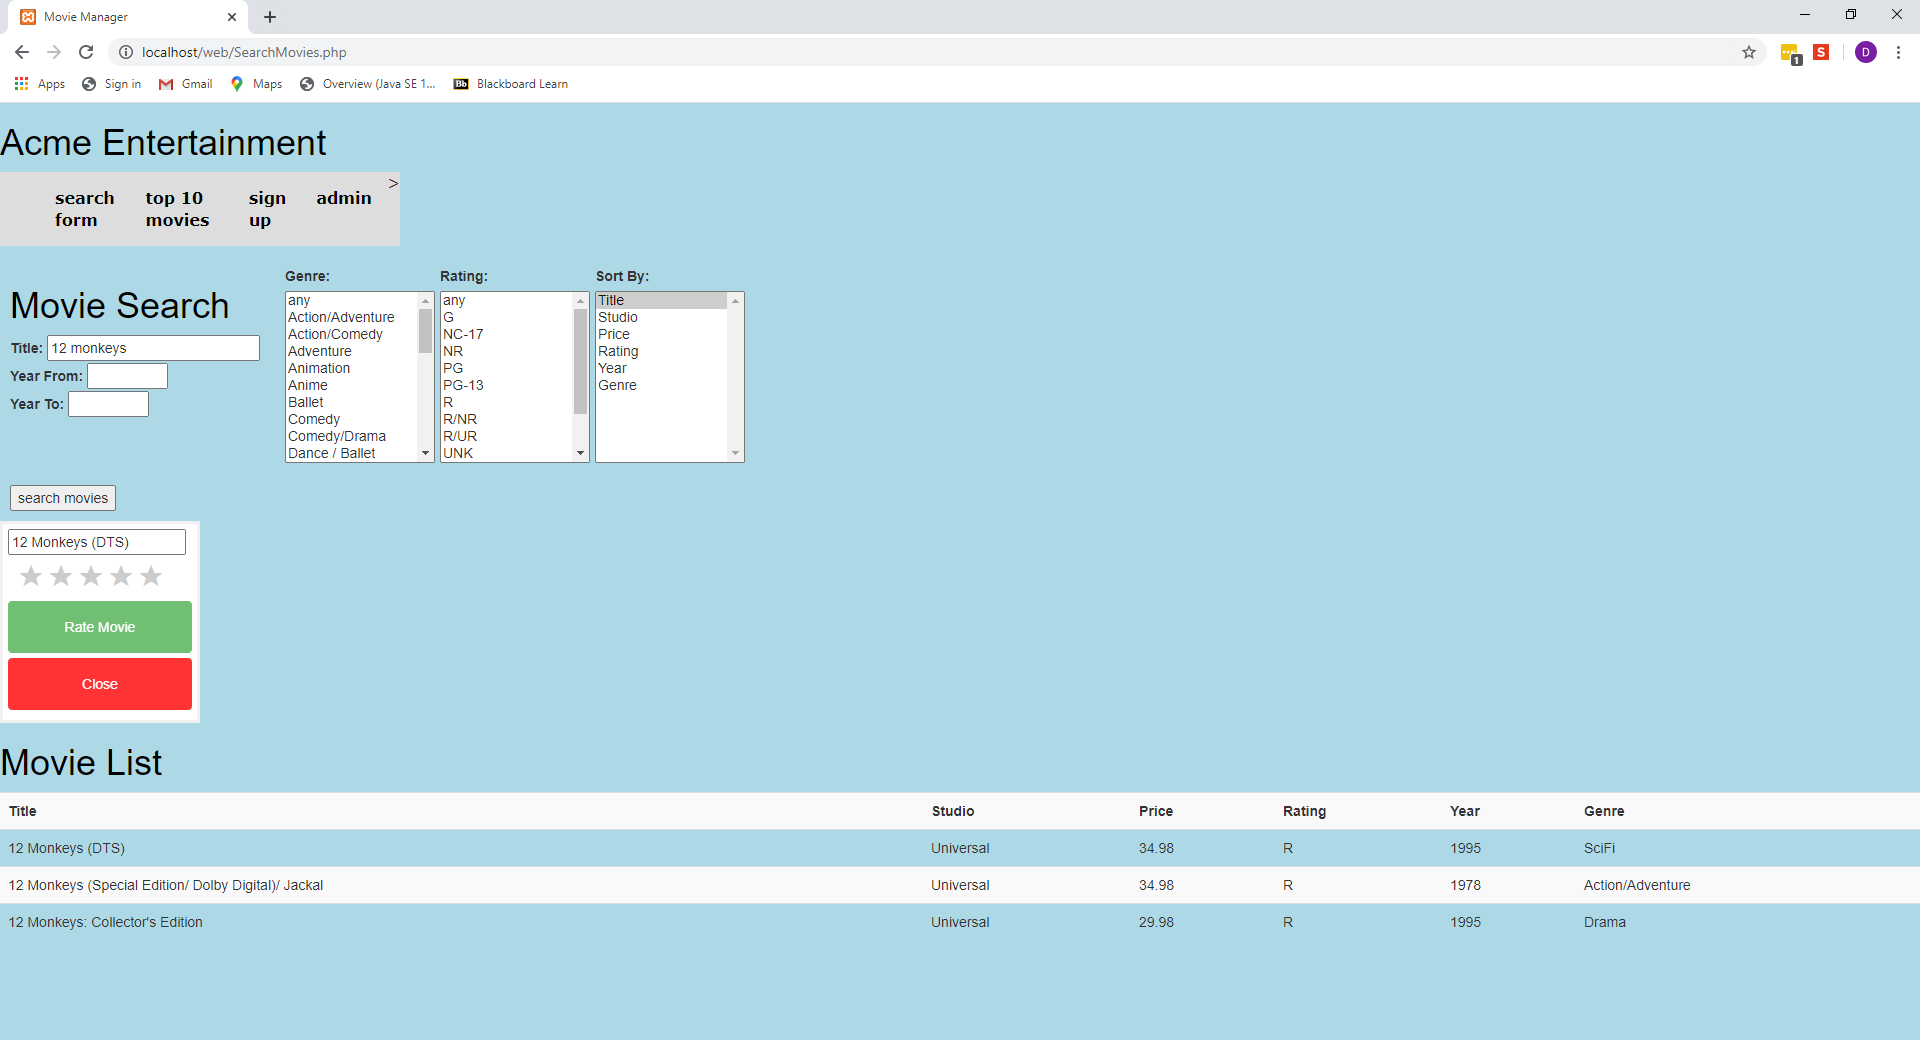 Movie Manager
localhost/web/SearchMovies.php
S
D
1
Apps Sign in Gmail Maps Overview (Java SE 1... Bb Blackboard Learn
Acme Entertainment
search form
top 10 movies
sign up
admin
>
Movie Search
Title: 12 monkeys
Year From:
Year To:
Genre:
any
Action/Adventure
Action/Comedy
Adventure
Animation
Anime
Ballet
Comedy
Comedy/Drama
Dance / Ballet
Rating:
any
G
NC-17
NR
PG
PG-13
R
R/NR
R/UR
UNK
Sort By:
Title
Studio
Price
Rating
Year
Genre
search movies
12 Monkeys (DTS)
Rate Movie
Close
Movie List
Title Studio Price Rating Year Genre
12 Monkeys (DTS) Universal 34.98 R 1995 SciFi
12 Monkeys (Special Edition/ Dolby Digital)/ Jackal Universal 34.98 R 1978 Action/Adventure
12 Monkeys: Collector's Edition Universal 29.98 R 1995 Drama